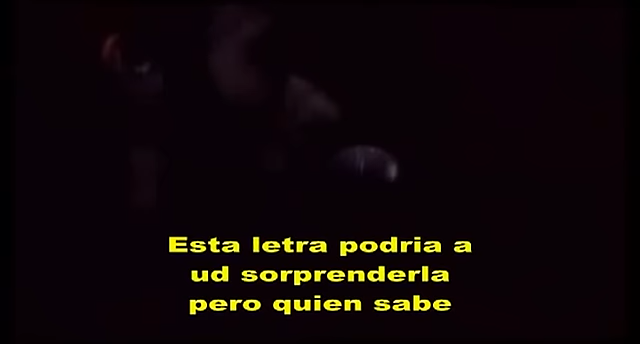 Esta letra podria a
ud sorprenderla
pero quien sabe